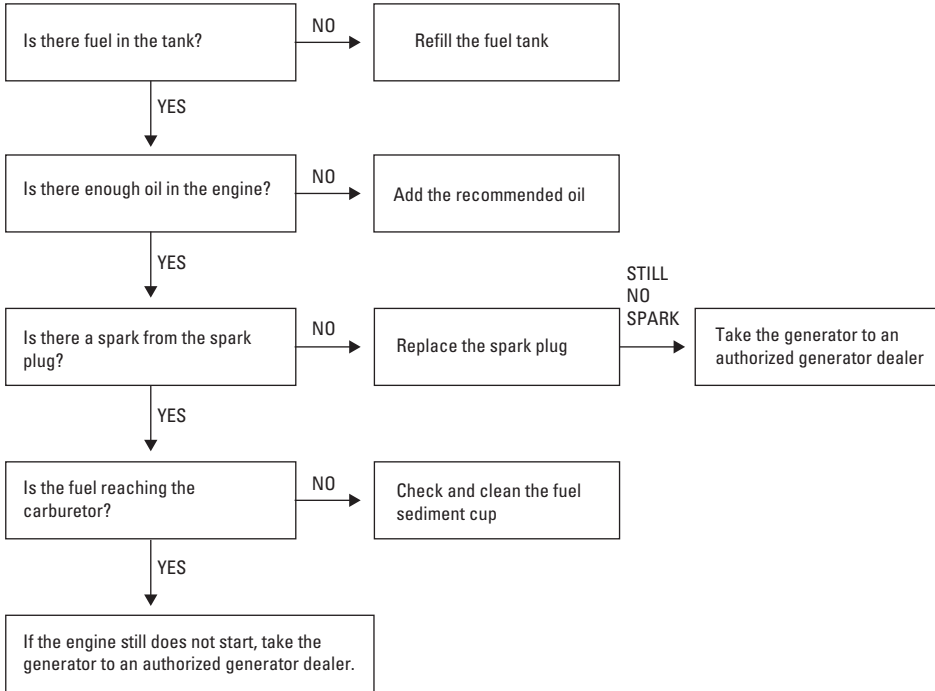 Is there fuel in the tank?
NO
Refill the fuel tank
YES
Is there enough oil in the engine?
NO
Add the recommended oil
YES
Is there a spark from the spark
plug?
NO
Replace the spark plug
STILL
NO
SPARK
Take the generator to an
authorized generator dealer
YES
Is the fuel reaching the
carburetor?
NO
Check and clean the fuel
sediment cup
YES
If the engine still does not start, take the
generator to an authorized generator dealer.